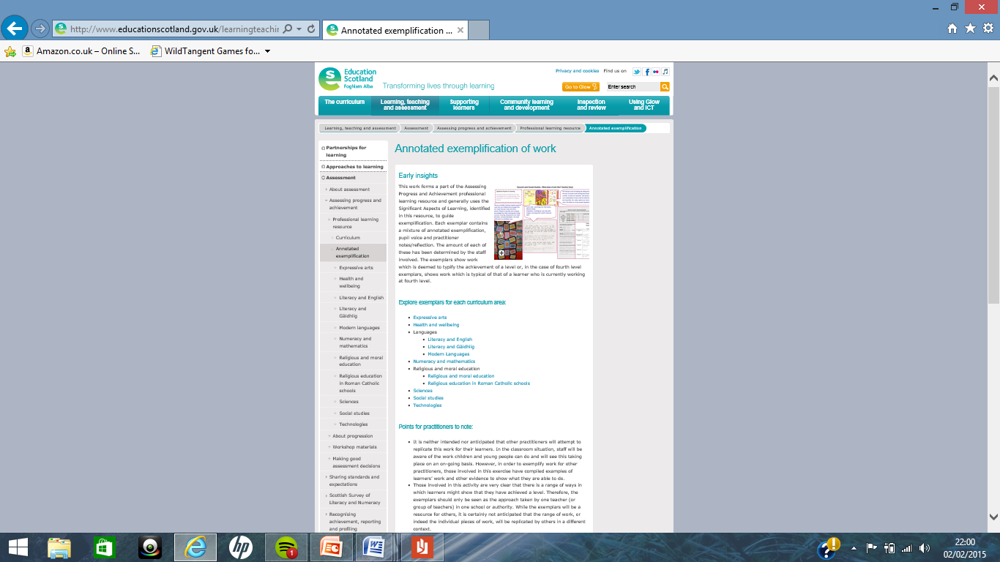 http://www.educationscotland.gov.uk/learningteachin
Annotated exemplification ...
Amazon.co.uk – Online S...
WildTangent Games fo...
Education
Scotland
Foghlam Alba
Transforming lives through learning
Privacy and cookies
Find us on
Go to Glow
Enter search
The curriculum
Learning, teaching
and assessment
Supporting
learners
Community learning
and development
Inspection
and review
Using Glow
and ICT
Learning, teaching and assessment
Assessment
Assessing progress and achievement
Professional learning resource
Annotated exemplification
Partnerships for
learning
Approaches to learning
Assessment
About assessment
Assessing progress and
achievement
Professional learning
resource
Curriculum
Annotated
exemplification
Expressive arts
Health and
wellbeing
Literacy and English
Literacy and
Gàidhlig
Modern languages
Numeracy and
mathematics
Religious and moral
education
Religious education
in Roman Catholic
schools
Sciences
Social studies
Technologies
About progression
Workshop materials
Making good
assessment decisions
Sharing standards and
expectations
Scottish Survey of
Literacy and Numeracy
Recognising
achievement, reporting
and profiling
Annotated exemplification of work
Early insights
This work forms a part of the Assessing
Progress and Achievement professional
learning resource and generally uses the
Significant Aspects of Learning, identified
in this resource, to guide
exemplification. Each exemplar contains
a mixture of annotated exemplification,
pupil voice and practitioner
notes/reflection. The amount of each of
these has been determined by the staff
involved. The exemplars show work
which is deemed to typify the achievement of a level or, in the case of fourth level
exemplars, shows work which is typical of that of a learner who is currently working
at fourth level.
Explore exemplars for each curriculum area:
Expressive arts
Health and wellbeing
Languages
Literacy and English
Literacy and Gàidhlig
Modern Languages
Numeracy and mathematics
Religious and moral education
Religious and moral education
Religious education in Roman Catholic schools
Sciences
Social studies
Technologies
Points for practitioners to note:
It is neither intended nor anticipated that other practitioners will attempt to
replicate this work for their learners. In the classroom situation, staff will be
aware of the work children and young people can do and will see this taking
place on an on-going basis. However, in order to exemplify work for other
practitioners, those involved in this exercise have compiled examples of
learners' work and other evidence to show what they are able to do.
Those involved in this activity are very clear that there is a range of ways in
which learners might show that they have achieved a level. Therefore, the
exemplars should only be seen as the approach taken by one teacher (or
group of teachers) in one school or authority. While the exemplars will be a
resource for others, it is certainly not anticipated that the range of work, or
indeed the individual pieces of work, will be replicated by others in a different
context.
hp
1
22:00
02/02/2015